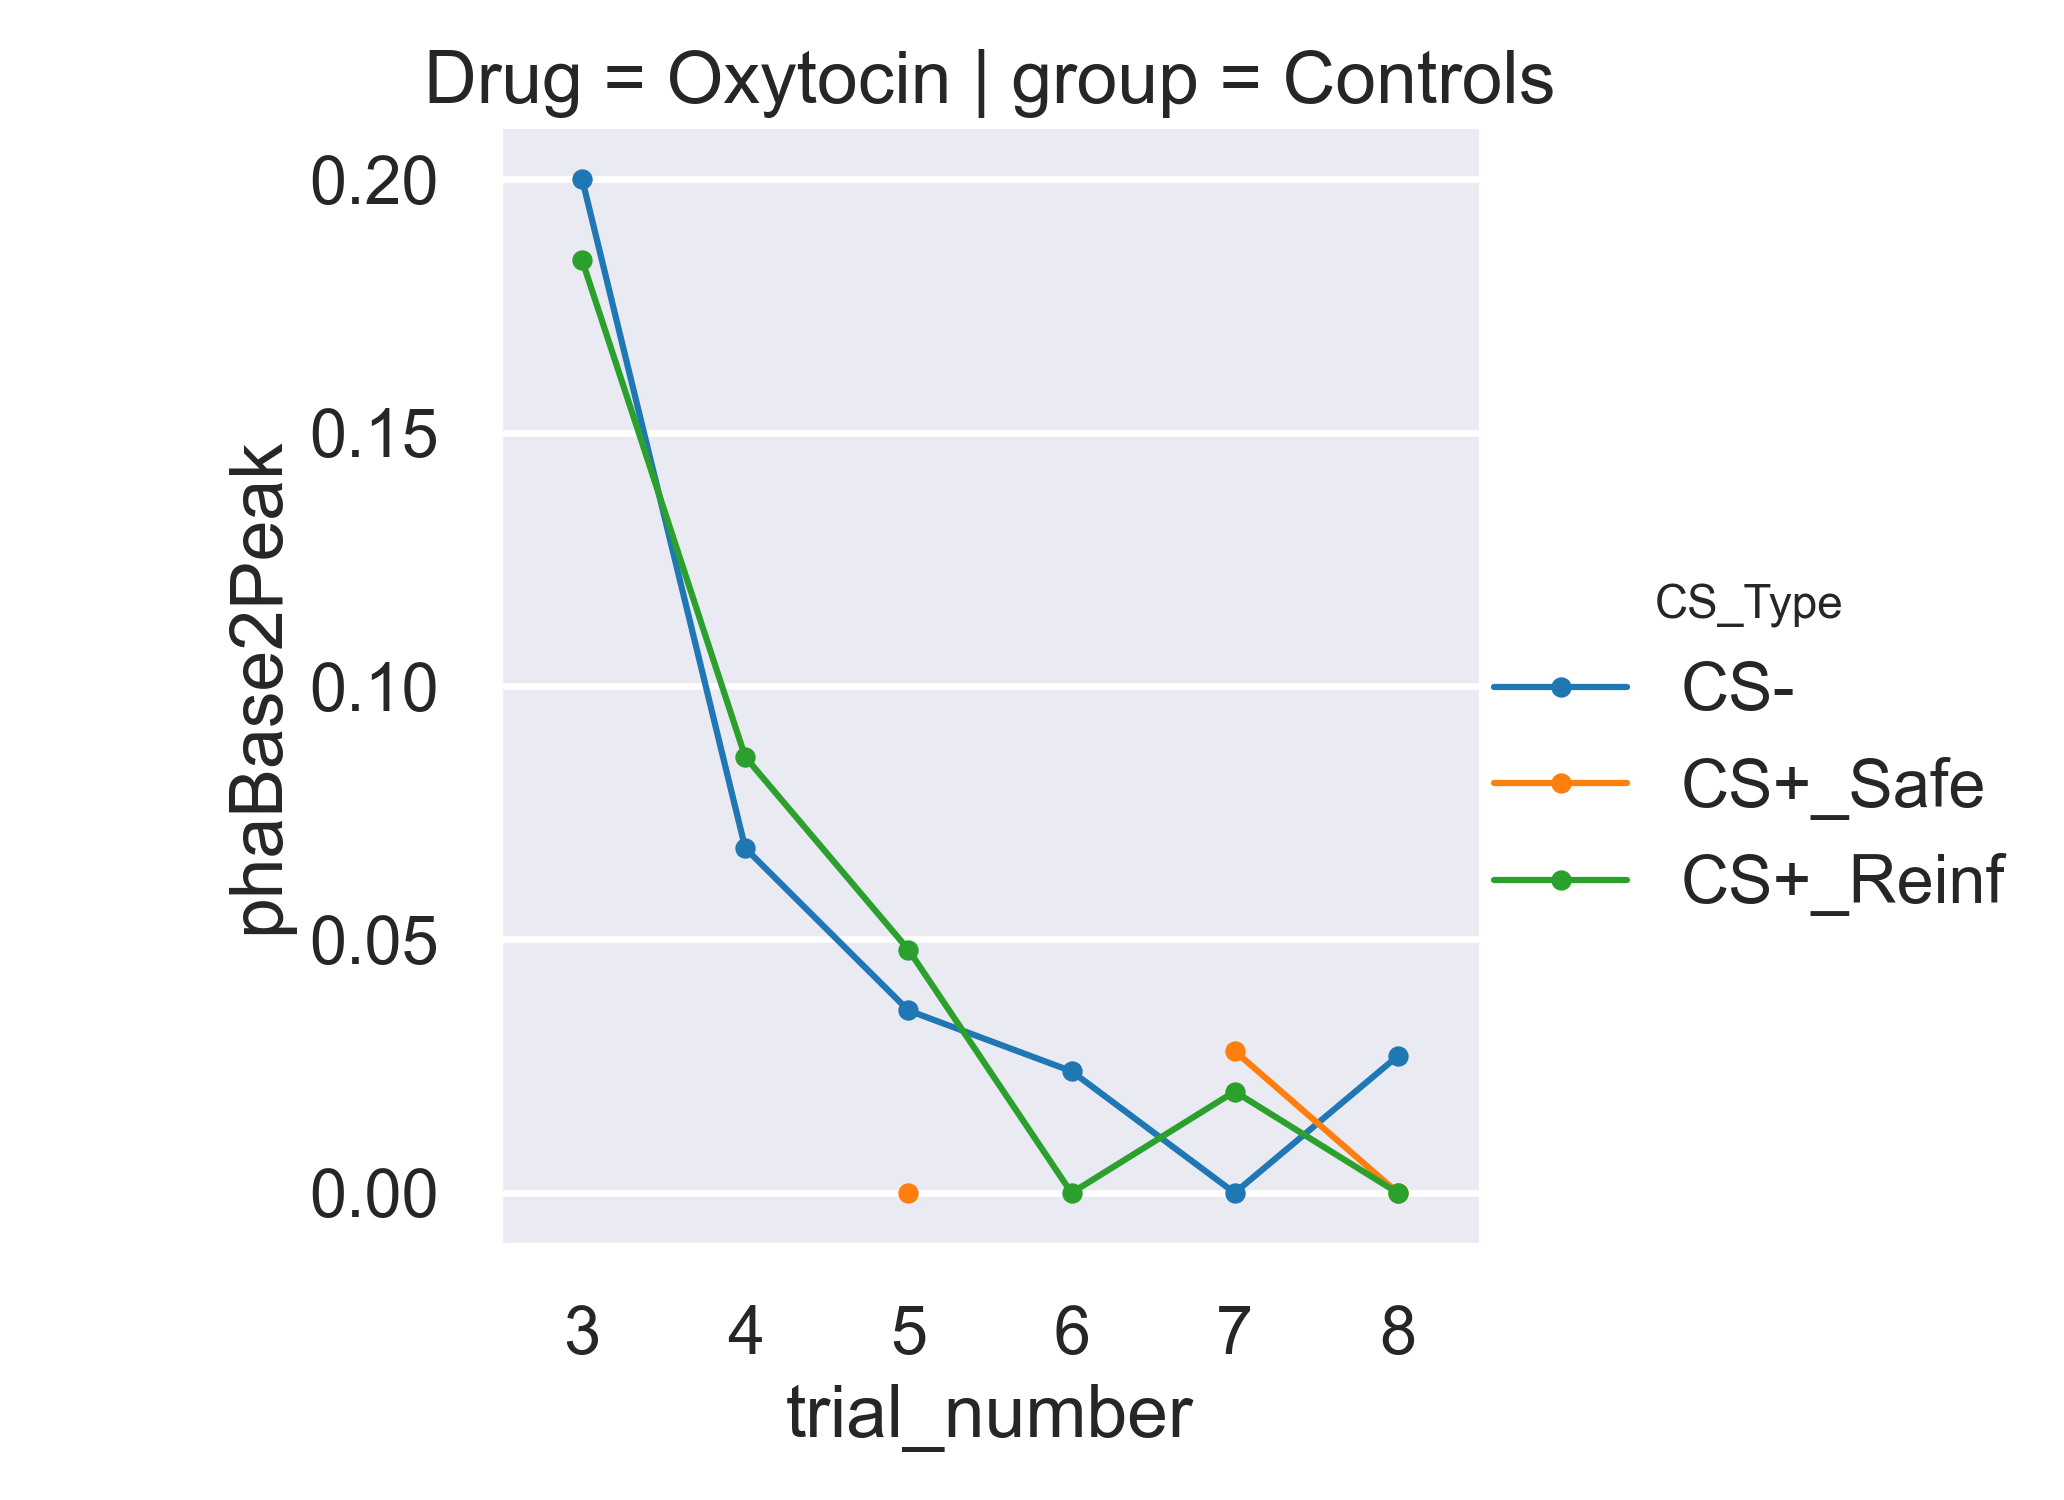 Drug = Oxytocin | group = Controls
0.20
0.15
0.10
0.05
0.00
phaBase2Peak
3 4 5 6 7 8
trial_number
CS_Type
CS-
CS+_Safe
CS+_Reinf